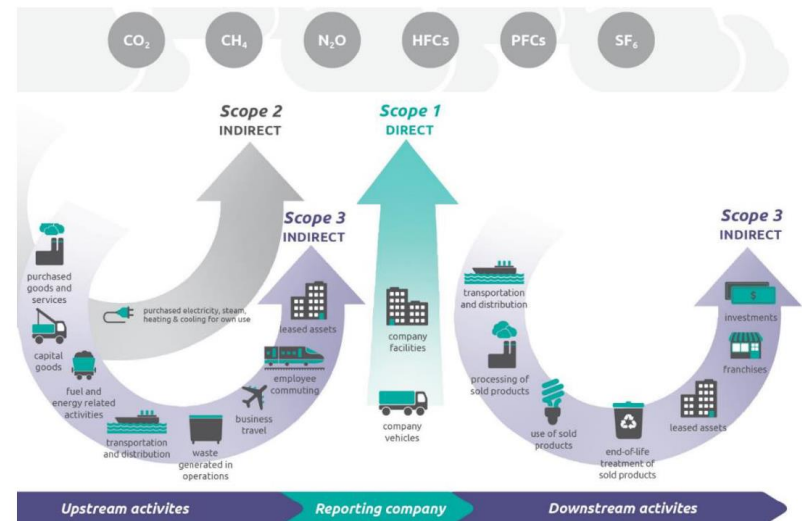 CO₂
CH₄
N₂O
HFCs
PFCs
SF₆
Scope 2
INDIRECT
Scope 1
DIRECT
Scope 3
INDIRECT
Scope 3
INDIRECT
purchased
goods and
services
capital
goods
fuel and
energy related
activities
transportation
and distribution
waste
generated in
operations
business
travel
employee
commuting
leased assets
purchased electricity, steam,
heating & cooling for own use
company
facilities
company
vehicles
transportation
and distribution
processing of
sold products
use of sold
products
end-of-life
treatment of
sold products
leased assets
franchises
$
investments
Upstream activites
Reporting company
Downstream activites